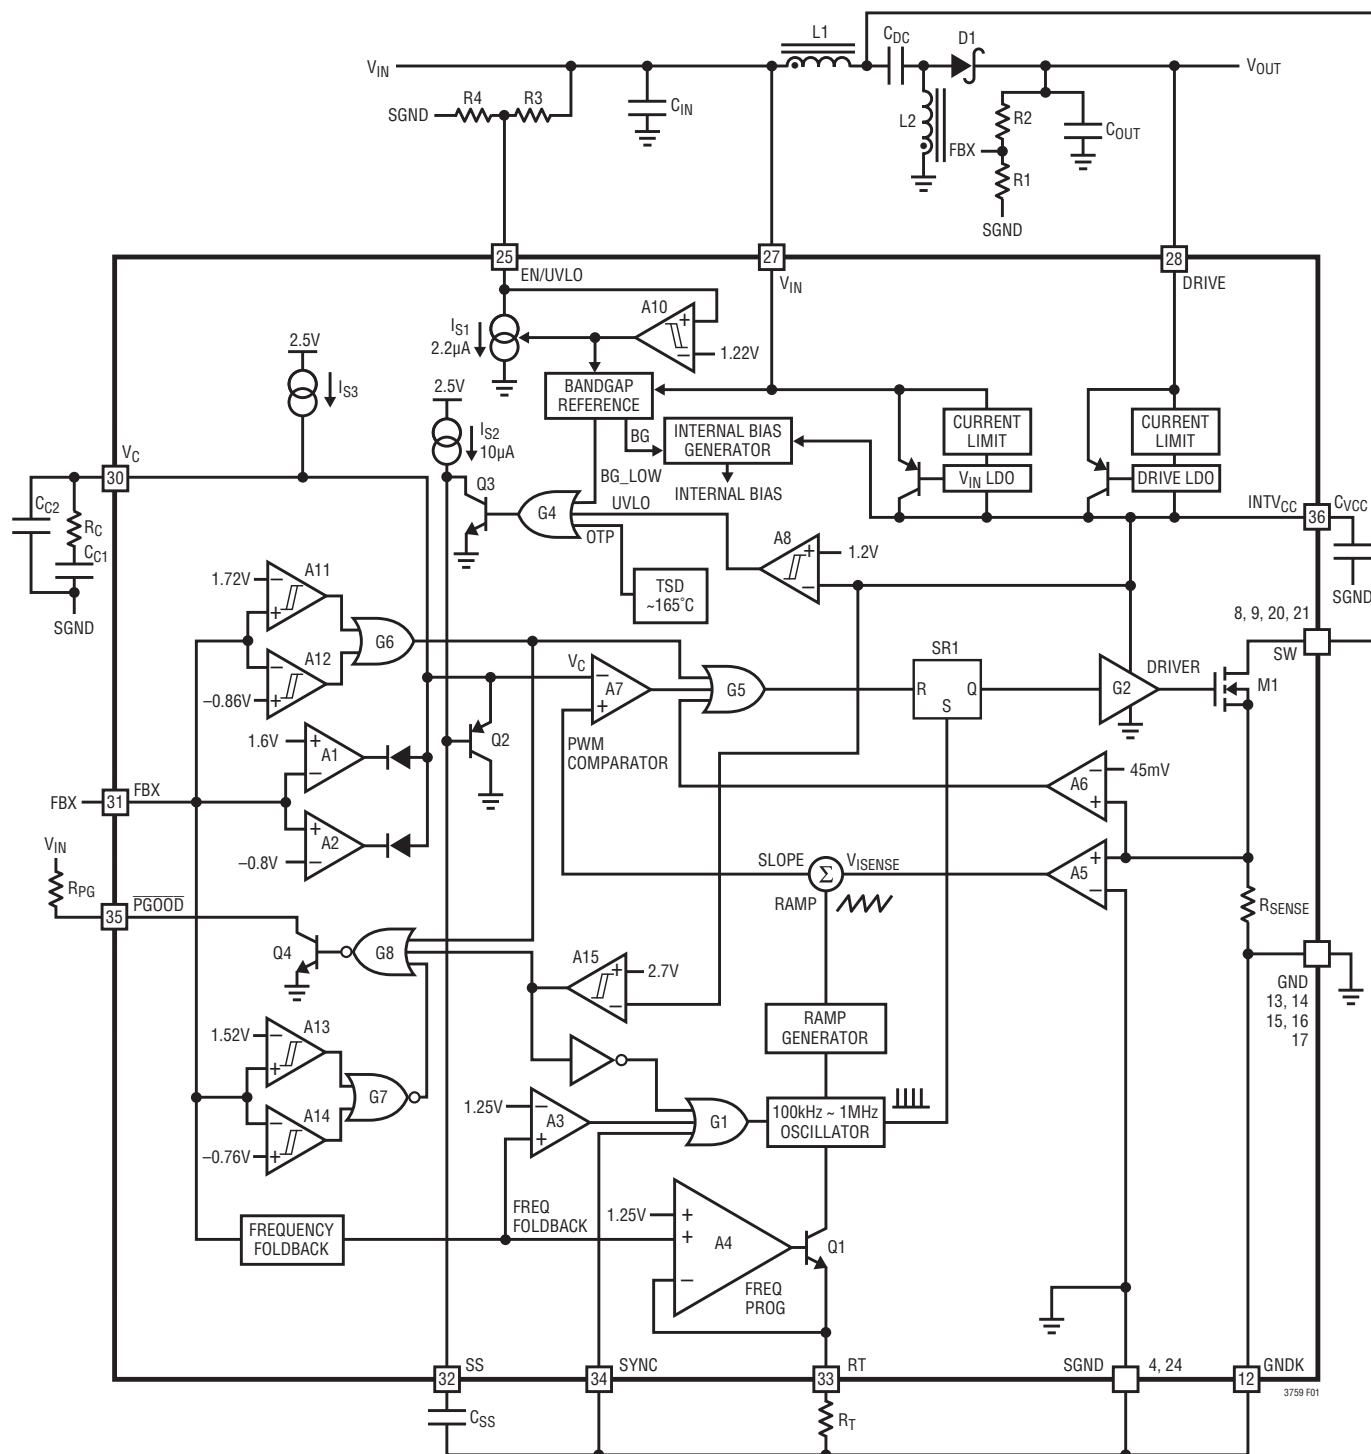 L1
CDC
D1
VIN
VOUT
R4
R3
SGND
CIN
L2
R2
FBX
R1
COUT
SGND
25
EN/UVLO
27
VIN
28
DRIVE
IS1
2.2µA
A10
+
−
1.22V
2.5V
IS3
2.5V
IS2
10µA
BANDGAP
REFERENCE
BG
INTERNAL BIAS
GENERATOR
INTERNAL BIAS
CURRENT
LIMIT
VIN LDO
CURRENT
LIMIT
DRIVE LDO
VC
30
CC2
RC
CC1
SGND
Q3
G4
BG_LOW
UVLO
OTP
TSD
~165˚C
A8
+
−
1.2V
INTVCC
36
CVCC
SGND
8, 9, 20, 21
SW
1.72V
−
+
A11
−0.86V
−
+
A12
G6
VC
−
+
A7
PWM
COMPARATOR
G5
SR1
R
Q
S
G2
DRIVER
M1
1.6V
+
−
A1
Q2
FBX
31
FBX
+
−
A2
−0.8V
A6
−
+
45mV
VIN
RPG
35
PGOOD
SLOPE
Σ
VISENSE
RAMP
A5
+
−
RSENSE
Q4
G8
A15
+
−
2.7V
RAMP
GENERATOR
GND
13, 14
15, 16
17
1.52V
−
+
A13
−0.76V
−
+
A14
G7
1.25V
−
+
A3
G1
100kHz ~ 1MHz
OSCILLATOR
FREQUENCY
FOLDBACK
FREQ
FOLDBACK
1.25V
+
+
−
A4
FREQ
PROG
Q1
32
SS
34
SYNC
33
RT
SGND
4, 24
12
GNDK
3759 F01
CSS
RT